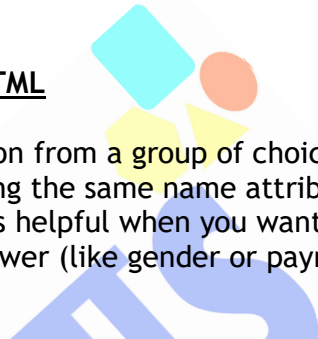 TML
on from a group of choic
ng the same name attrib
s helpful when you want
wer (like gender or payr